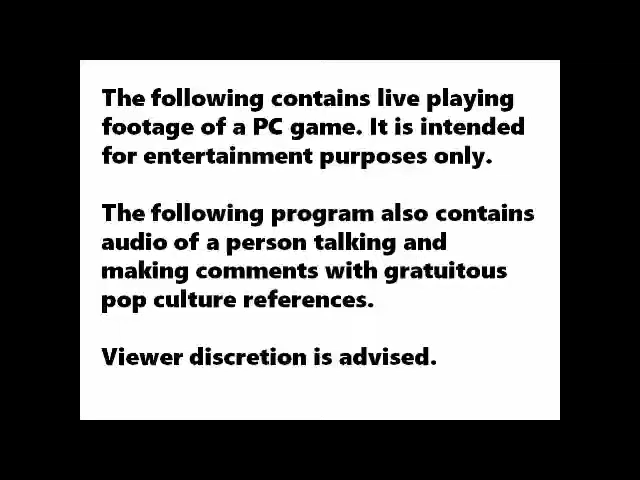 The following contains live playing
footage of a PC game. It is intended
for entertainment purposes only.
The following program also contains
audio of a person talking and
making comments with gratuitous
pop culture references.
Viewer discretion is advised.